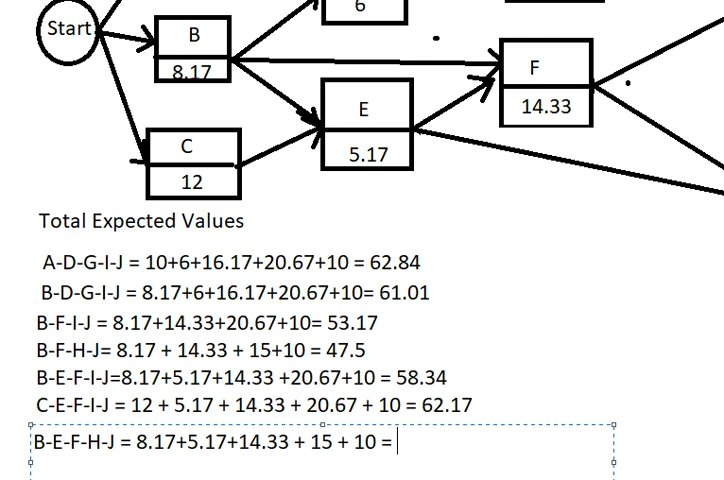 6
Start
B
8.17
F
14.33
E
5.17
C
12
Total Expected Values
A-D-G-I-J = 10+6+16.17+20.67+10 = 62.84
B-D-G-I-J = 8.17+6+16.17+20.67+10= 61.01
B-F-I-J = 8.17+14.33+20.67+10= 53.17
B-F-H-J= 8.17 + 14.33 + 15+10 = 47.5
B-E-F-I-J=8.17+5.17+14.33 +20.67+10 = 58.34
C-E-F-I-J = 12 + 5.17 + 14.33 + 20.67 + 10 = 62.17
B-E-F-H-J = 8.17+5.17+14.33 + 15 + 10 =